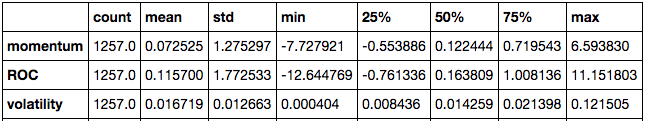 count mean std min 25% 50% 75% max
momentum 1257.0 0.072525 1.275297 -7.727921 -0.553886 0.122444 0.719543 6.593830
ROC 1257.0 0.115700 1.772533 -12.644769 -0.761336 0.163809 1.008136 11.151803
volatility 1257.0 0.016719 0.012663 0.000404 0.008436 0.014259 0.021398 0.121505